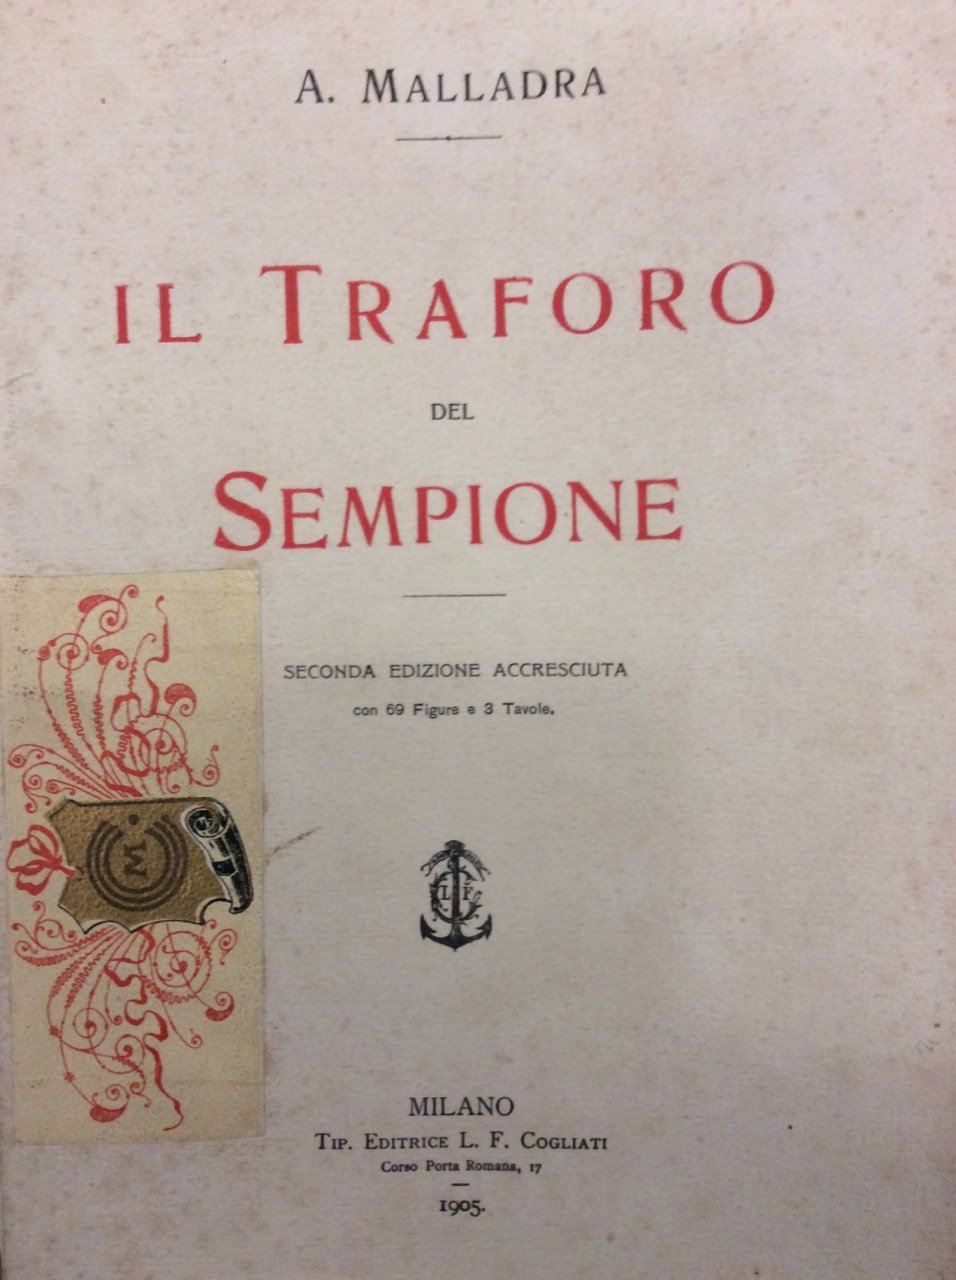 A. MALLADRA
IL TRAFORO
DEL
SEMPIONE
SECONDA EDIZIONE ACCRESCIUTA
con 69 Figure e 3 Tavole.
M
L F
MILANO
TIP. EDITRICE L. F. COGLIATI
Corso Porta Romana, 17
1905.